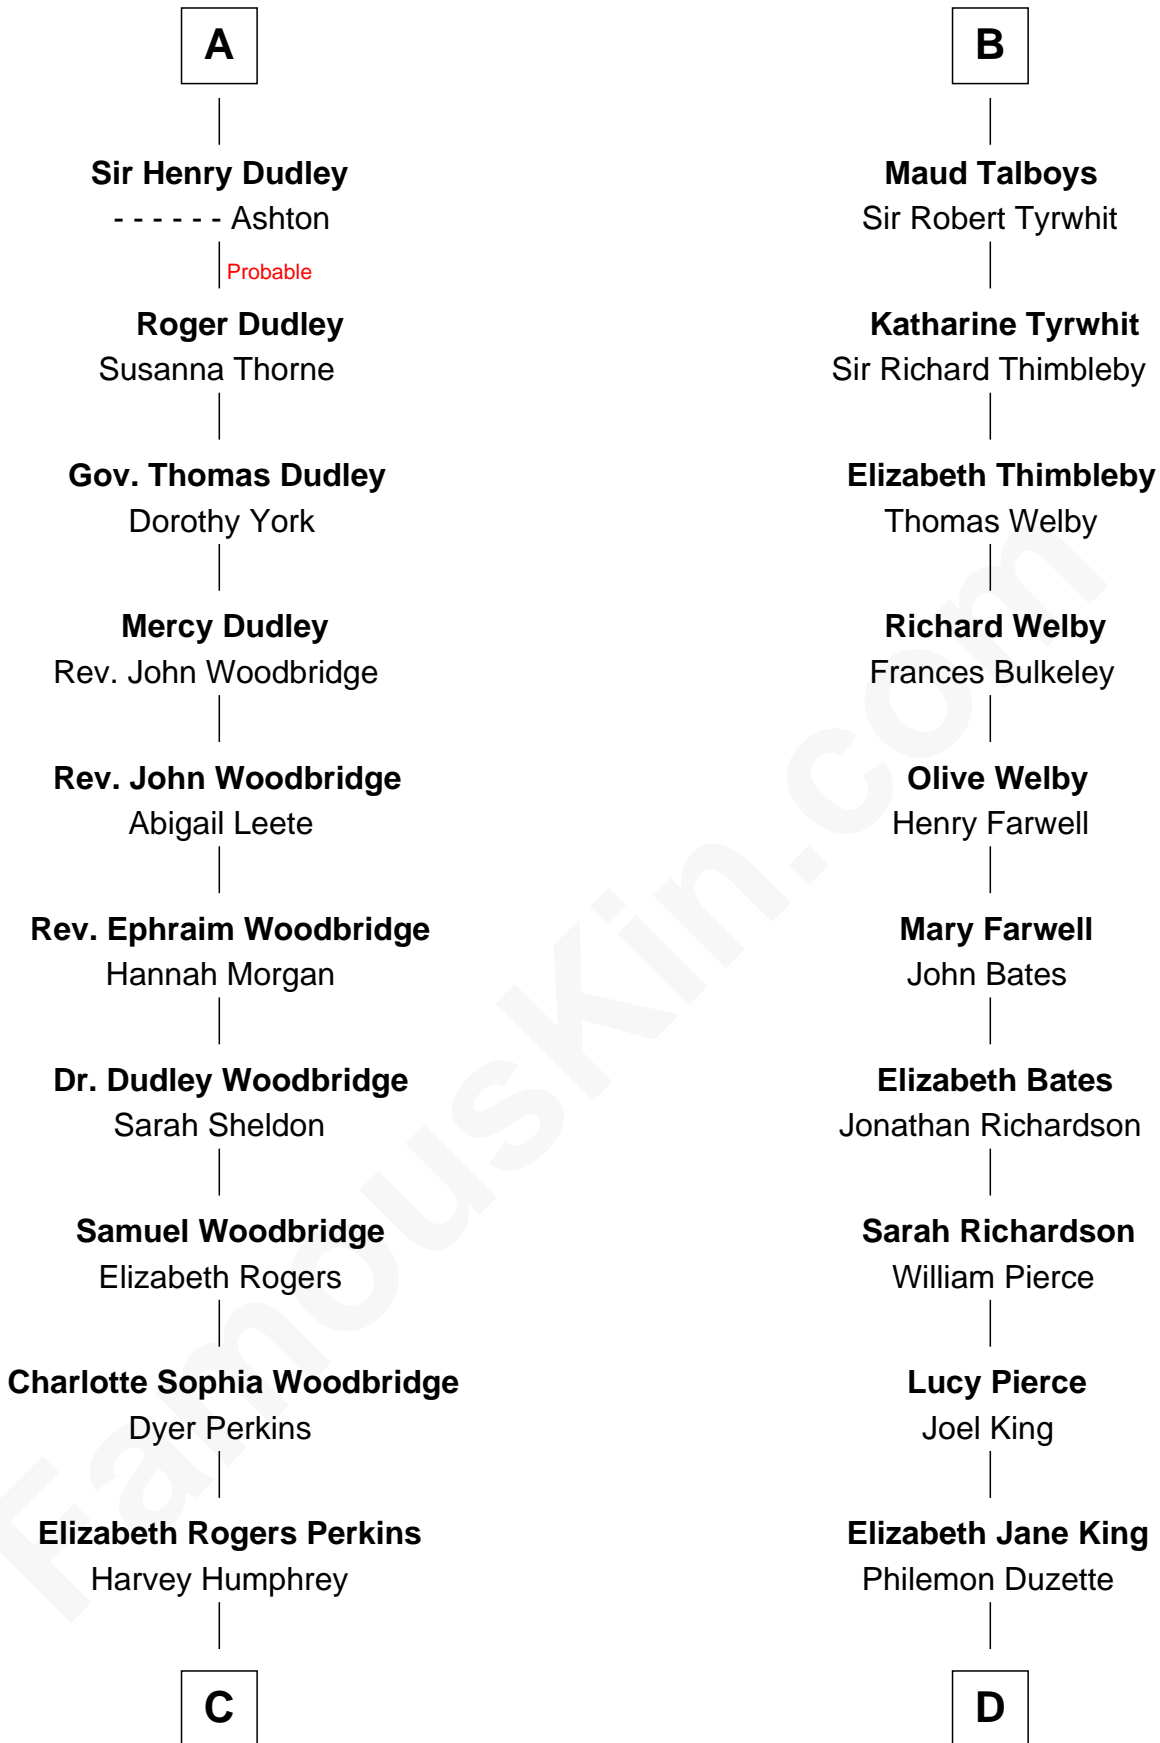 A
Sir Henry Dudley
- - - - - - Ashton
Probable
Roger Dudley
Susanna Thorne
Gov. Thomas Dudley
Dorothy York
Mercy Dudley
Rev. John Woodbridge
Rev. John Woodbridge
Abigail Leete
Rev. Ephraim Woodbridge
Hannah Morgan
Dr. Dudley Woodbridge
Sarah Sheldon
Samuel Woodbridge
Elizabeth Rogers
Charlotte Sophia Woodbridge
Dyer Perkins
Elizabeth Rogers Perkins
Harvey Humphrey
C
B
Maud Talboys
Sir Robert Tyrwhit
Katharine Tyrwhit
Sir Richard Thimbleby
Elizabeth Thimbleby
Thomas Welby
Richard Welby
Frances Bulkeley
Olive Welby
Henry Farwell
Mary Farwell
John Bates
Elizabeth Bates
Jonathan Richardson
Sarah Richardson
William Pierce
Lucy Pierce
Joel King
Elizabeth Jane King
Philemon Duzette
D
FamousKin.com